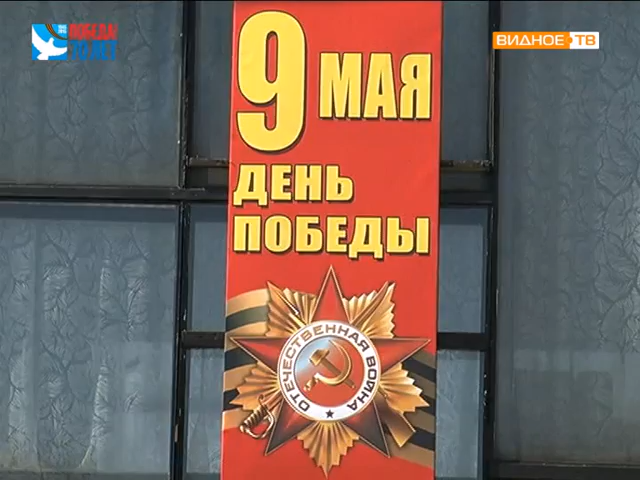 ПОБЕДА!
70 ЛЕТ
ВИДНОЕ ТВ
9 МАЯ
ДЕНЬ
ПОБЕДЫ
ОТЕЧЕСТВЕННАЯ ВОЙНА